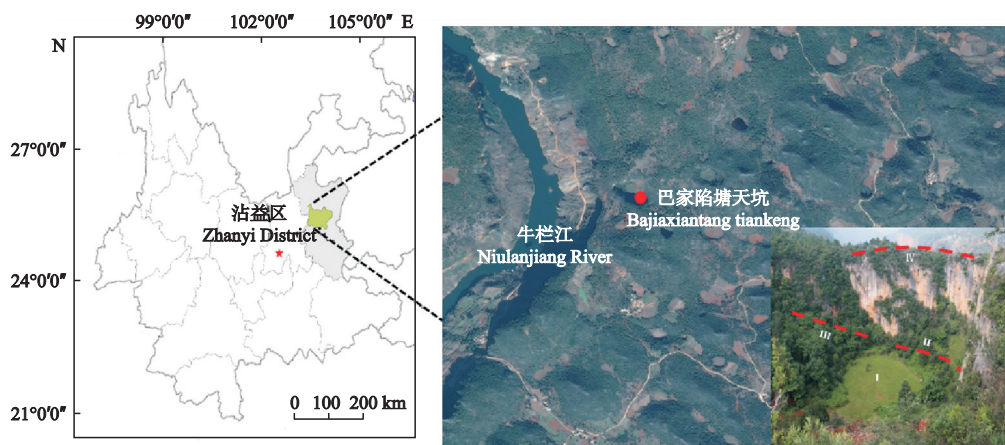 99°0′0″ 102°0′0″ 105°0′0″ E
N
27°0′0″
24°0′0″
21°0′0″
沾益区
Zhanyi District
0 100 200 km
牛栏江
Niulanjiang River
巴家陷塘天坑
Bajiaxiantang tiankeng
IV
III
II
I